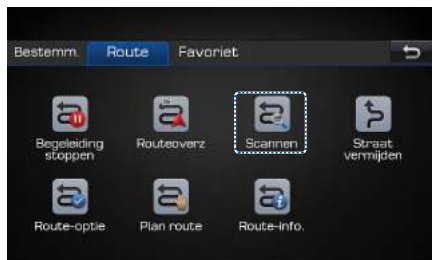 Bestemm. Route Favoriet
Begeleiding stoppen
Routeoverz
Scannen
Straat vermijden
Route-optie
Plan route
Route-info.